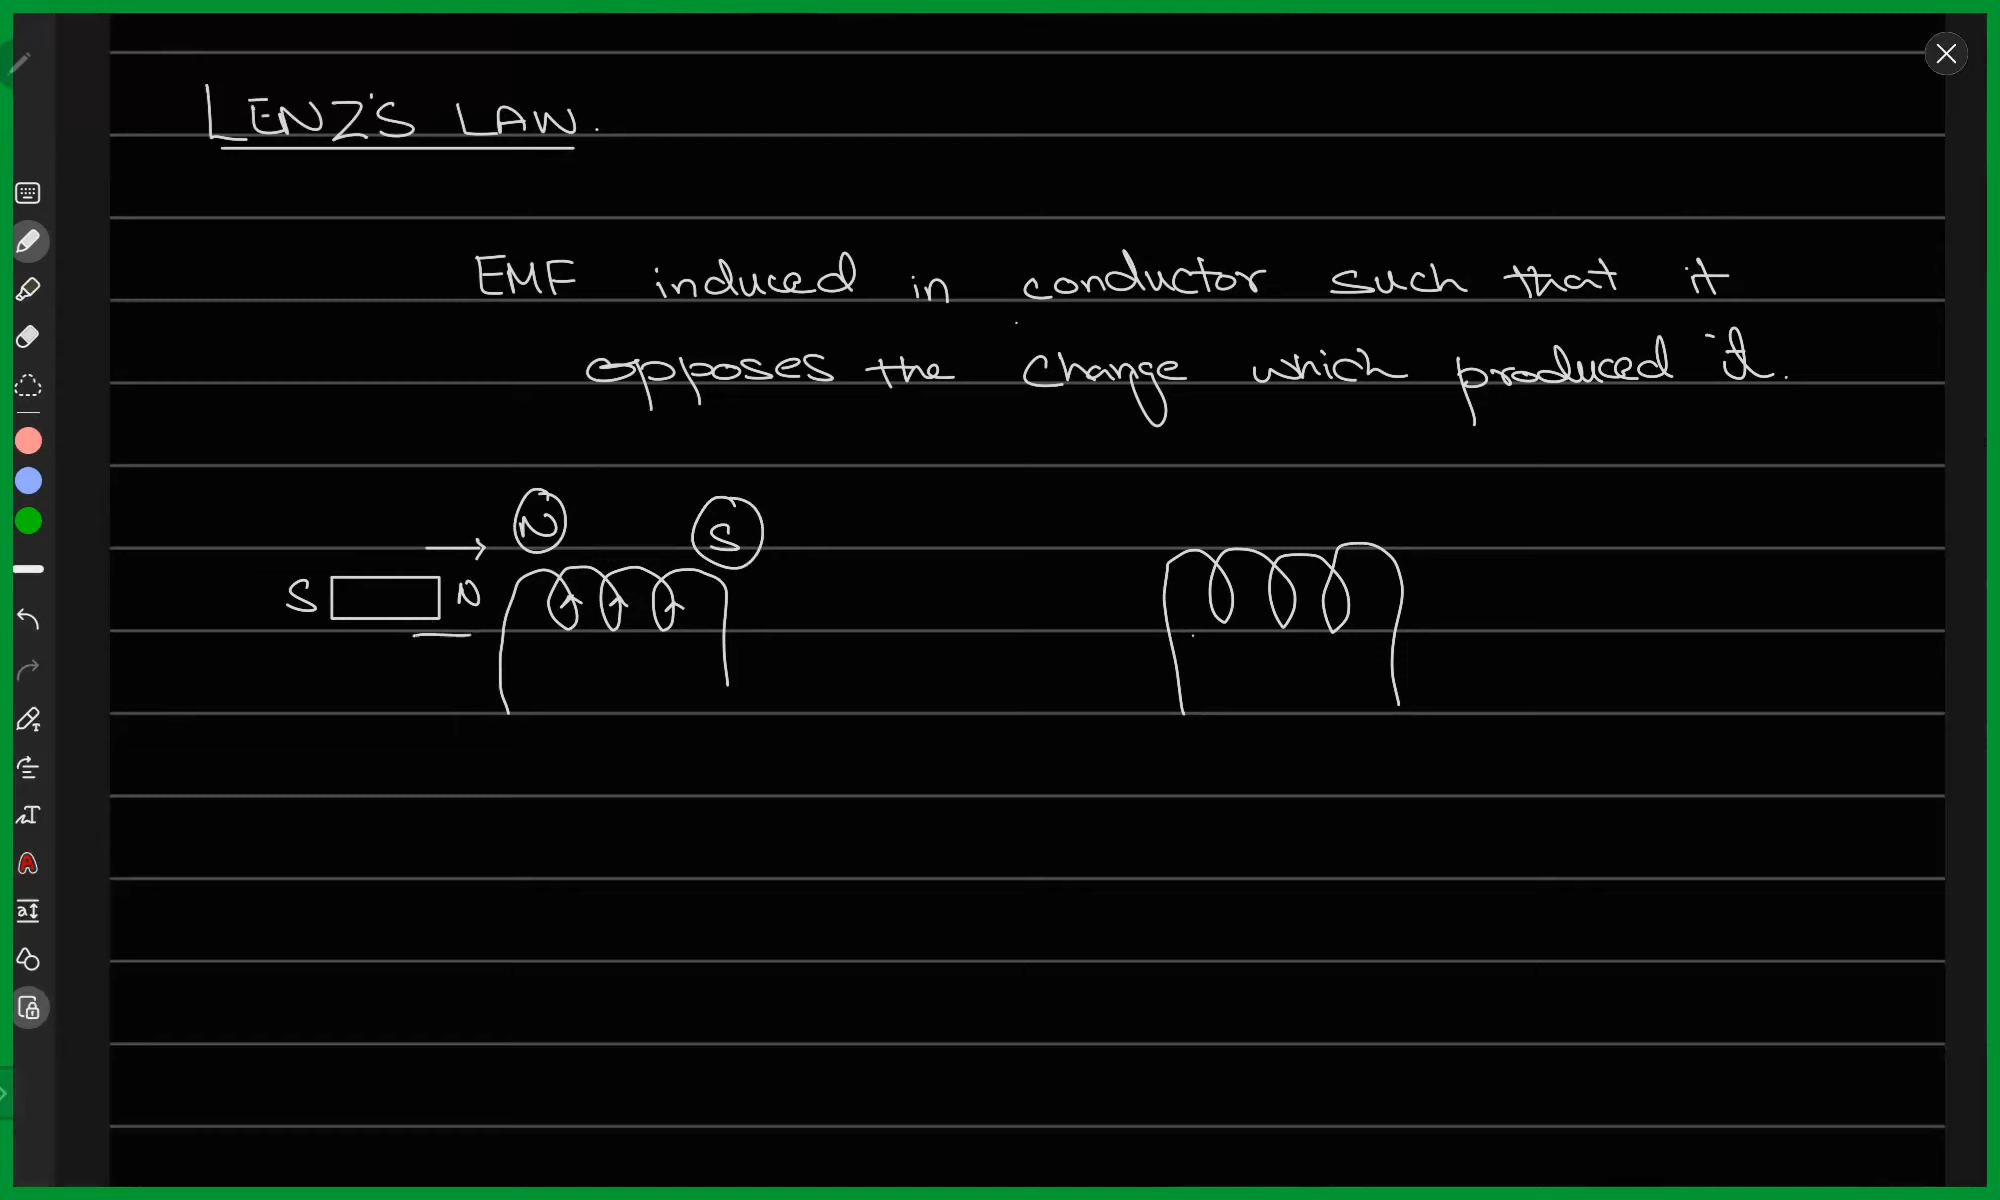 LENZ'S LAW.
EMF induced in conductor such that it
opposes the change which produced it.
N S
S N